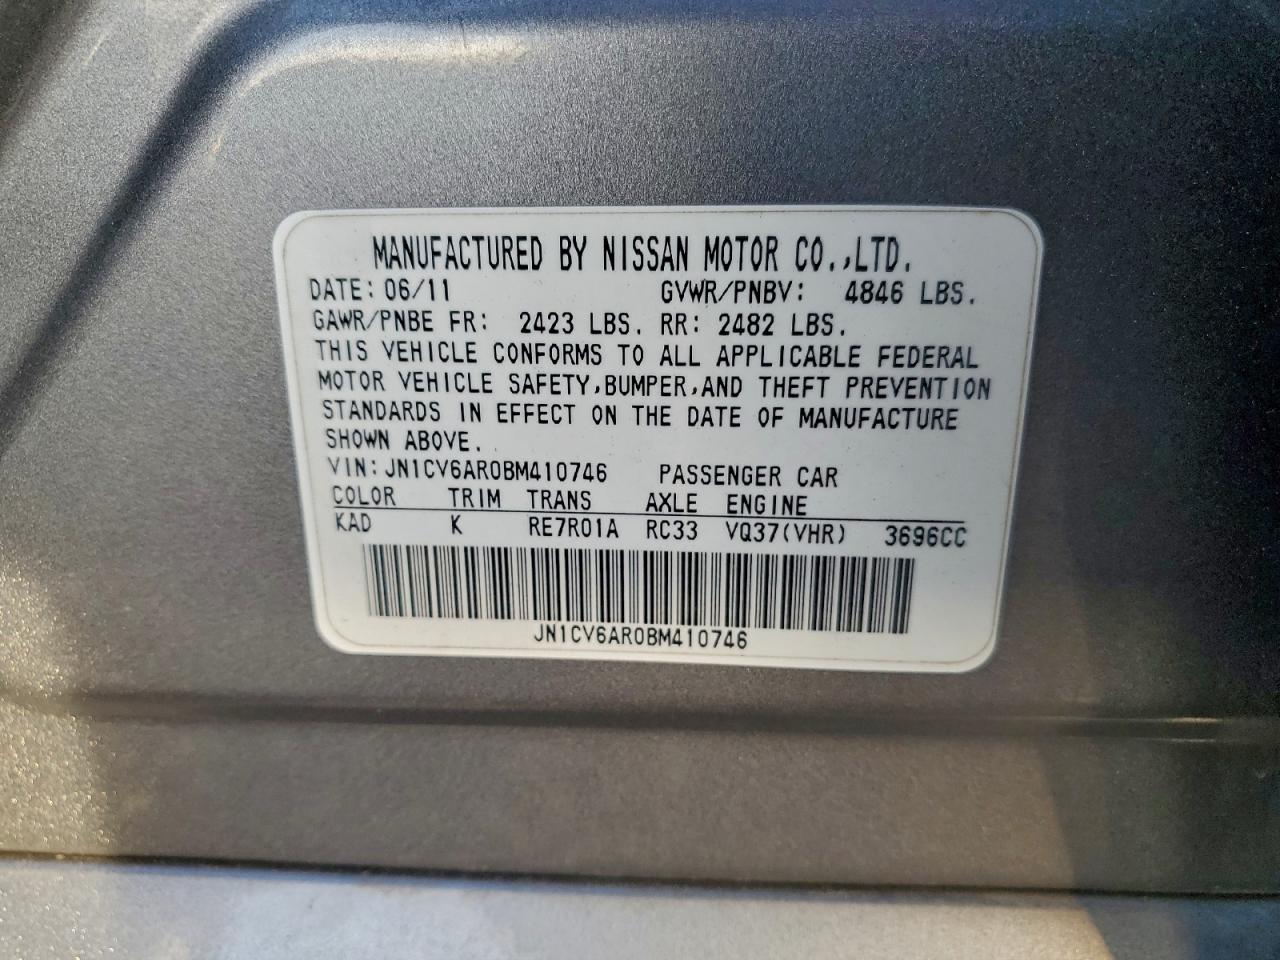 MANUFACTURED BY NISSAN MOTOR CO.,LTD.
DATE: 06/11 GVWR/PNBV: 4846 LBS.
GAWR/PNBE FR: 2423 LBS. RR: 2482 LBS.
THIS VEHICLE CONFORMS TO ALL APPLICABLE FEDERAL
MOTOR VEHICLE SAFETY,BUMPER,AND THEFT PREVENTION
STANDARDS IN EFFECT ON THE DATE OF MANUFACTURE
SHOWN ABOVE.
VIN: JN1CV6AR0BM410746 PASSENGER CAR
COLOR TRIM TRANS AXLE ENGINE
KAD K RE7R01A RC33 VQ37(VHR) 3696CC
JN1CV6AR0BM410746